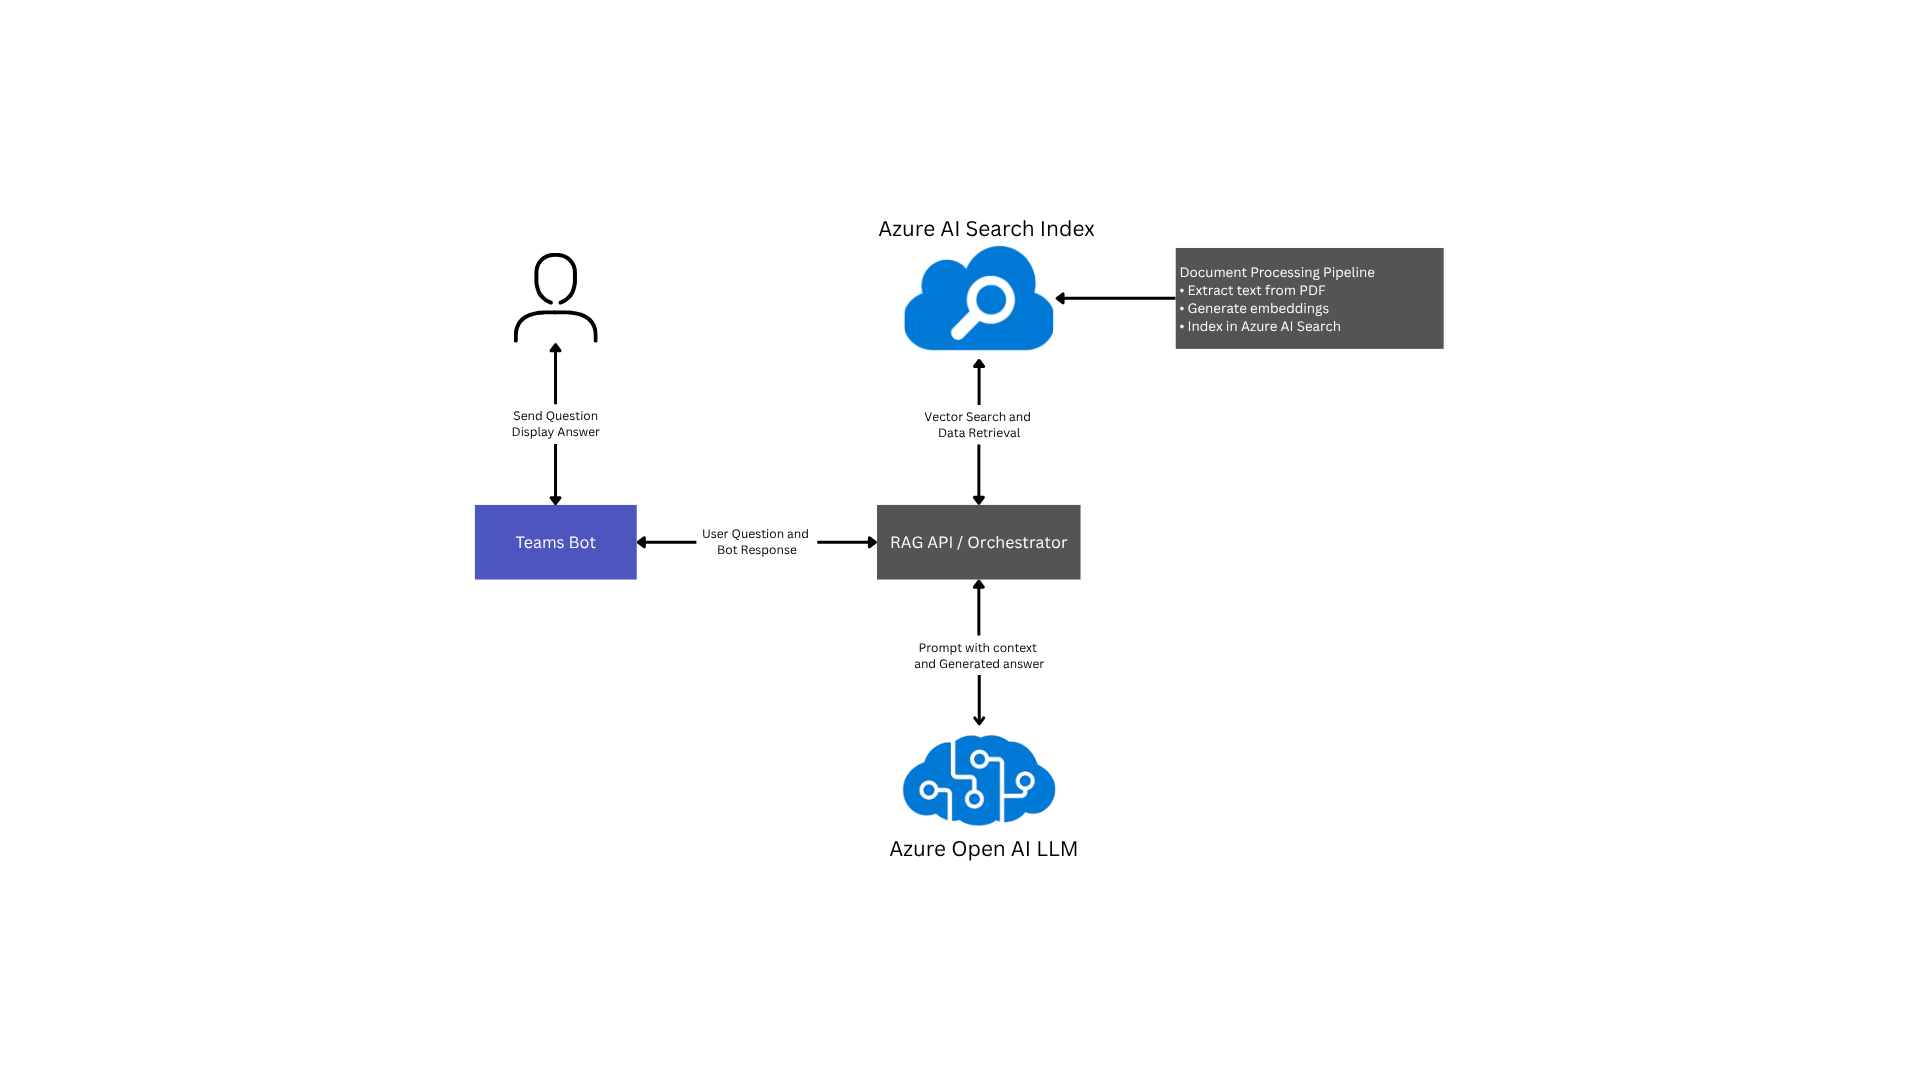 Azure AI Search Index
Document Processing Pipeline
• Extract text from PDF
• Generate embeddings
• Index in Azure AI Search
Send Question
Display Answer
Vector Search and
Data Retrieval
Teams Bot
User Question and
Bot Response
RAG API / Orchestrator
Prompt with context
and Generated answer
Azure Open AI LLM